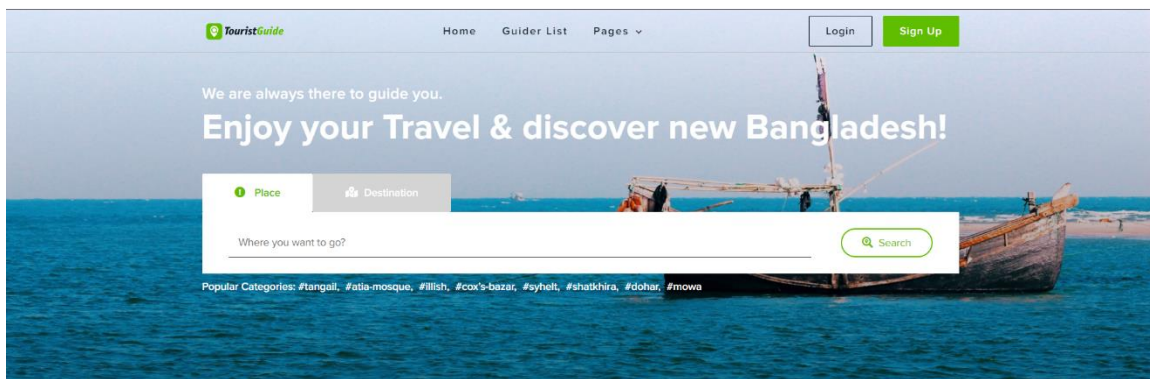 TouristGuide
Home Guider List Pages
Login
Sign Up
We are always there to guide you.
Enjoy your Travel & discover new Bangladesh!
Place
Destination
Where you want to go?
Search
Popular Categories: #tangail, #atia-mosque, #illish, #cox's-bazar, #syhelt, #shatkhira, #dohar, #mowa